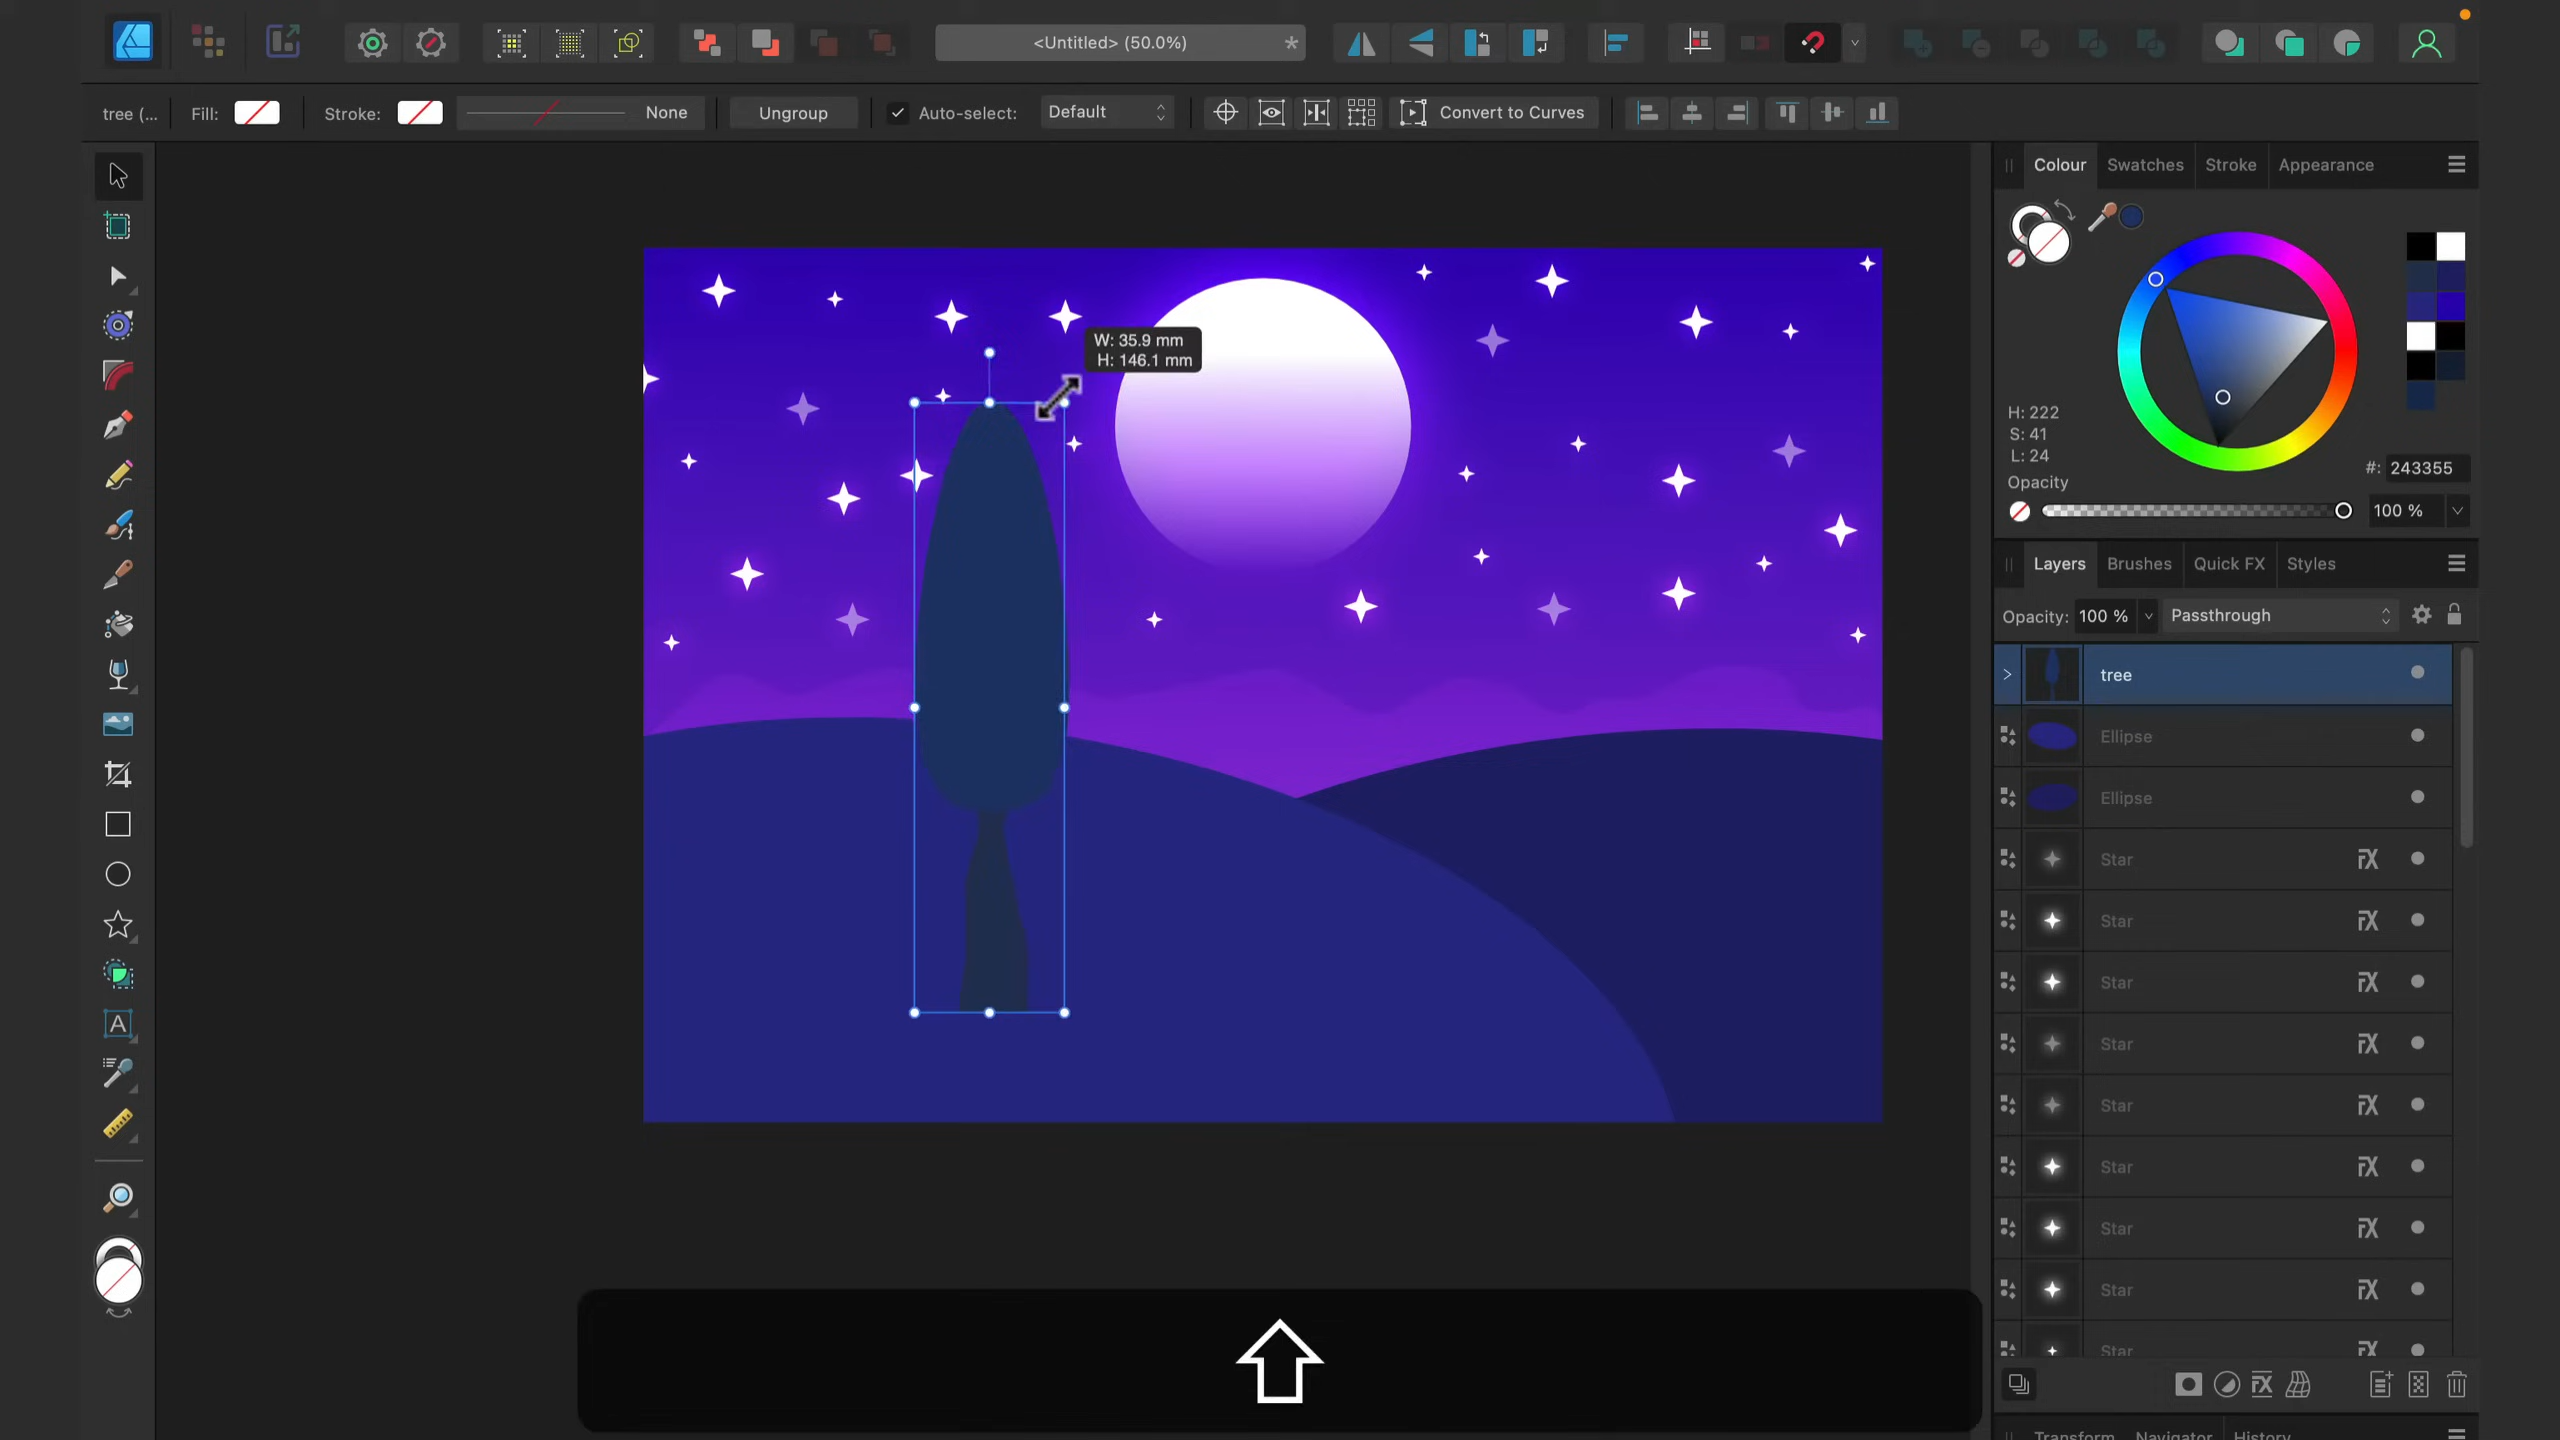 <Untitled> (50.0%)
*
tree (...
Fill:
Stroke:
None
Ungroup
Auto-select:
Default
Convert to Curves
Colour
Swatches
Stroke
Appearance
W: 35.9 mm
H: 146.1 mm
H: 222
S: 41
L: 24
#: 243355
Opacity
100 %
Layers
Brushes
Quick FX
Styles
Opacity: 100 %
Passthrough
tree
Ellipse
Ellipse
Star
Star
Star
Star
Star
Star
Star
Star
Star
A
Transform
Navigator
History